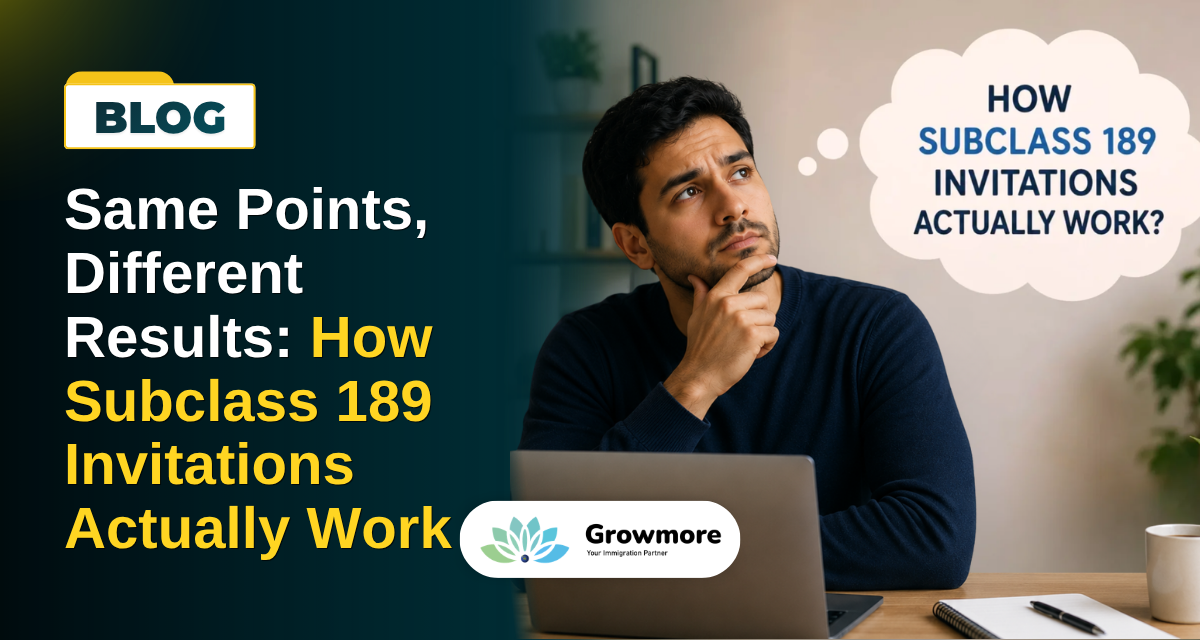 BLOG
Same Points,
Different
Results: How
Subclass 189
Invitations
Actually Work
HOW
SUBCLASS 189
INVITATIONS
ACTUALLY WORK?
Growmore
Your Immigration Partner